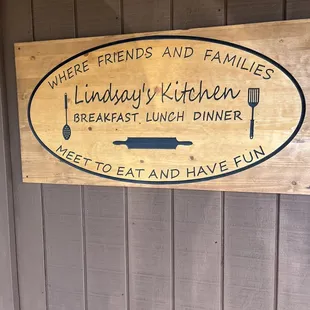 WHERE FRIENDS AND FAMILIES
Lindsay's Kitchen
BREAKFAST LUNCH DINNER
MEET TO EAT AND HAVE FUN